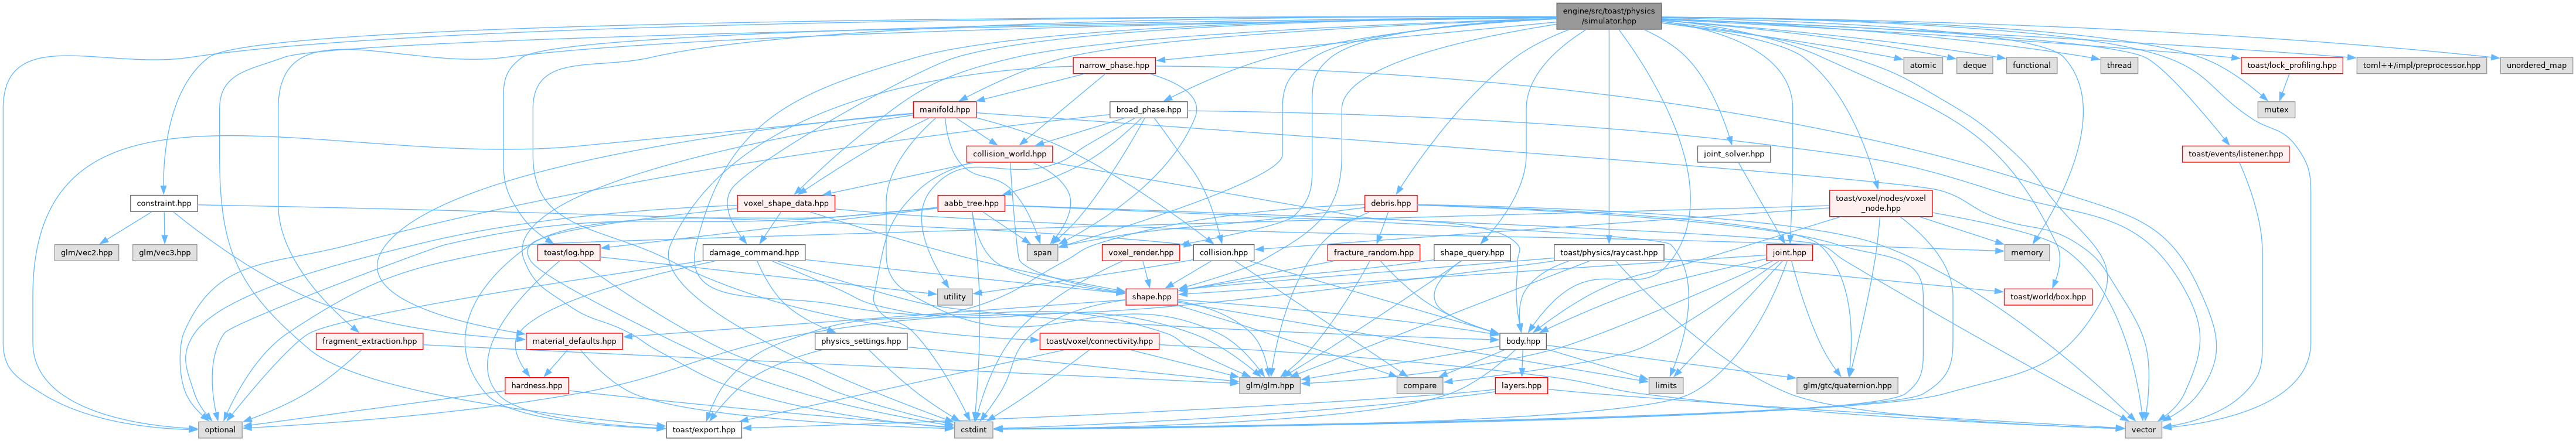 engine/src/toast/physics
/simulator.hpp
narrow_phase.hpp
atomic
deque
functional
thread
toast/lock_profiling.hpp
toml++/impl/preprocessor.hpp
unordered_map
manifold.hpp
broad_phase.hpp
mutex
collision_world.hpp
joint_solver.hpp
toast/events/listener.hpp
constraint.hpp
voxel_shape_data.hpp
aabb_tree.hpp
debris.hpp
toast/voxel/nodes/voxel
_node.hpp
glm/vec2.hpp
glm/vec3.hpp
toast/log.hpp
damage_command.hpp
span
voxel_render.hpp
collision.hpp
fracture_random.hpp
shape_query.hpp
toast/physics/raycast.hpp
joint.hpp
memory
utility
shape.hpp
toast/world/box.hpp
fragment_extraction.hpp
material_defaults.hpp
physics_settings.hpp
toast/voxel/connectivity.hpp
body.hpp
hardness.hpp
glm/glm.hpp
compare
layers.hpp
limits
glm/gtc/quaternion.hpp
optional
toast/export.hpp
cstdint
vector